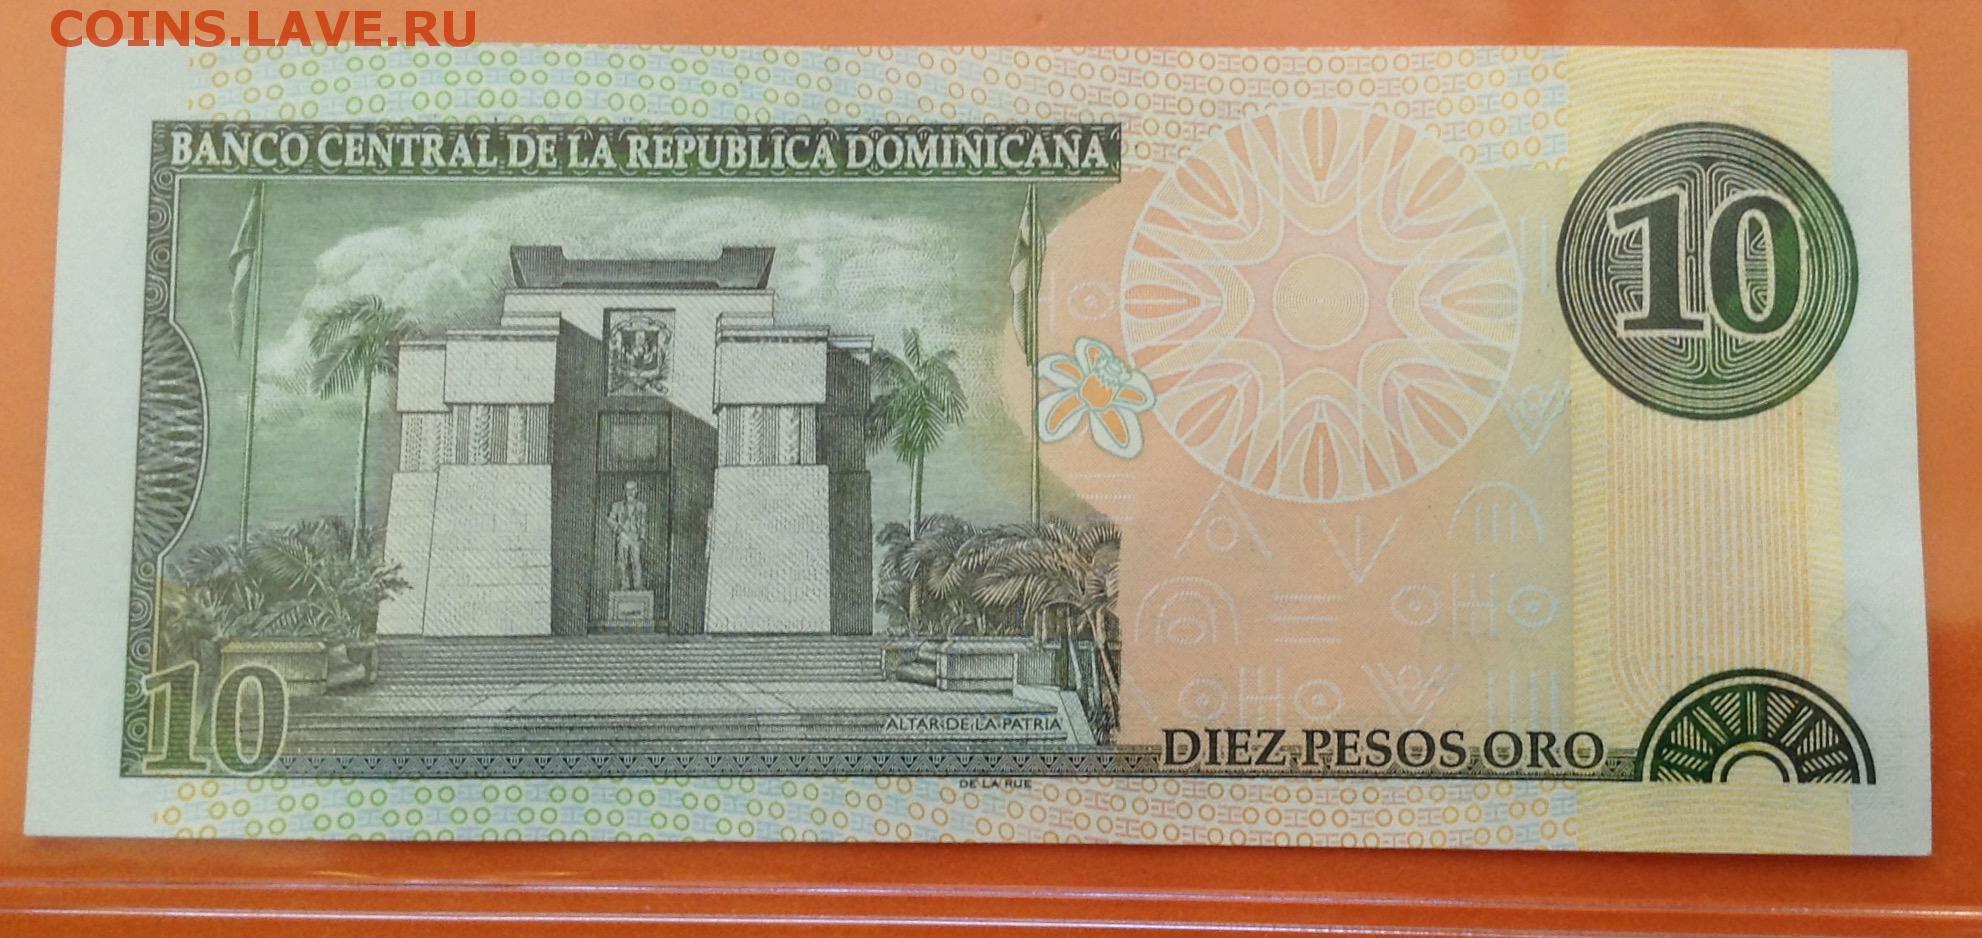 COINS.LAVE.RU
BANCO CENTRAL DE LA REPUBLICA DOMINICANA
10
10
ALTAR DE LA PATRIA
DIEZ PESOS ORO
DE LA RUE